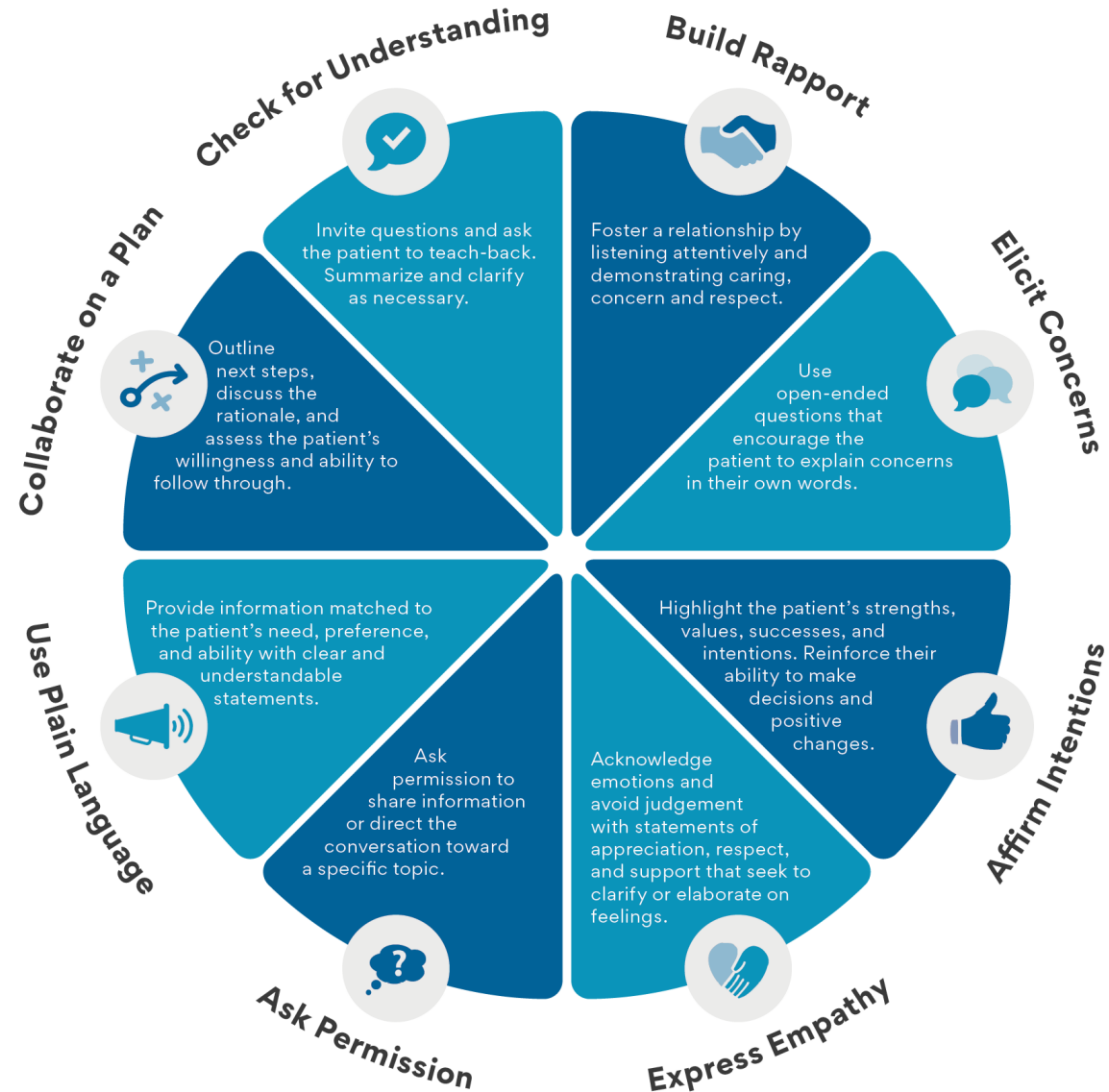 Build Rapport
Foster a relationship by
listening attentively and
demonstrating caring,
concern and respect.
Elicit Concerns
Use
open-ended
questions that
encourage the
patient to explain concerns
in their own words.
Affirm Intentions
Highlight the patient’s strengths,
values, successes, and
intentions. Reinforce their
ability to make
decisions and
positive
changes.
Express Empathy
Acknowledge
emotions and
avoid judgement
with statements of
appreciation, respect,
and support that seek to
clarify or elaborate on
feelings.
Ask Permission
Ask
permission to
share information
or direct the
conversation toward
a specific topic.
?
Use Plain Language
Provide information matched to
the patient’s need, preference,
and ability with clear and
understandable
statements.
Collaborate on a Plan
Outline
next steps,
discuss the
rationale, and
assess the patient’s
willingness and ability to
follow through.
Check for Understanding
Invite questions and ask
the patient to teach-back.
Summarize and clarify
as necessary.